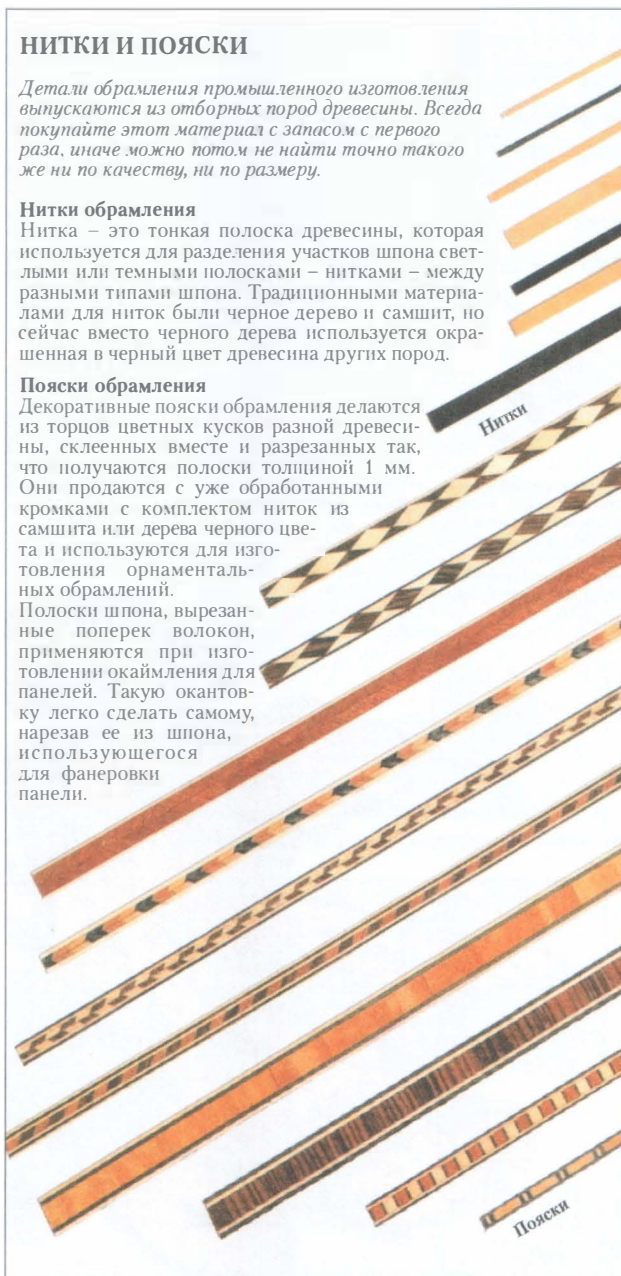 НИТКИ И ПОЯСКИ
Детали обрамления промышленного изготовления
выпускаются из отборных пород древесины. Всегда
покупайте этот материал с запасом с первого
раза, иначе можно потом не найти точно такого
же ни по качеству, ни по размеру.
Нитки обрамления
Нитка – это тонкая полоска древесины, которая
используется для разделения участков шпона свет-
лыми или темными полосками – нитками – между
разными типами шпона. Традиционными материа-
лами для ниток были черное дерево и самшит, но
сейчас вместо черного дерева используется окра-
шенная в черный цвет древесина других пород.
Пояски обрамления
Декоративные пояски обрамления делаются
из торцов цветных кусков разной древеси-
ны, склеенных вместе и разрезанных так,
что получаются полоски толщиной 1 мм.
Они продаются с уже обработанными
кромками с комплектом ниток из
самшита или дерева черного цве-
та и используются для изго-
товления орнаменталь-
ных обрамлений.
Полоски шпона, вырезан-
ные поперек волокон,
применяются при изго-
товлении окаймления для
панелей. Такую окантов-
ку легко сделать самому,
нарезав ее из шпона,
использующегося
для фанеровки
панели.
Нитки
Пояски